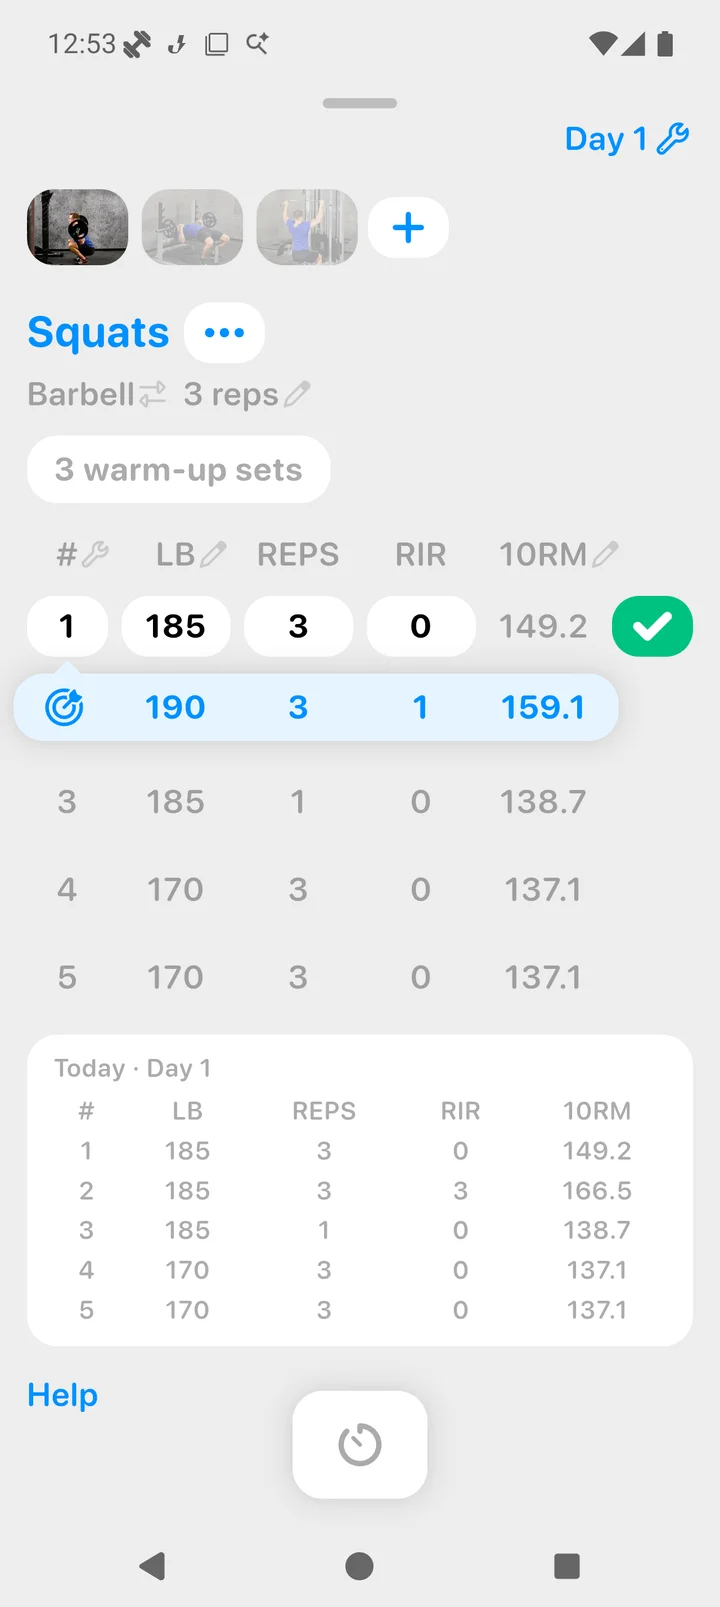 12:53
Day 1
Squats
Barbell 3 reps
3 warm-up sets
# LB REPS RIR 10RM
1 185 3 0 149.2
190 3 1 159.1
3 185 1 0 138.7
4 170 3 0 137.1
5 170 3 0 137.1
Today · Day 1
# LB REPS RIR 10RM
1 185 3 0 149.2
2 185 3 3 166.5
3 185 1 0 138.7
4 170 3 0 137.1
5 170 3 0 137.1
Help